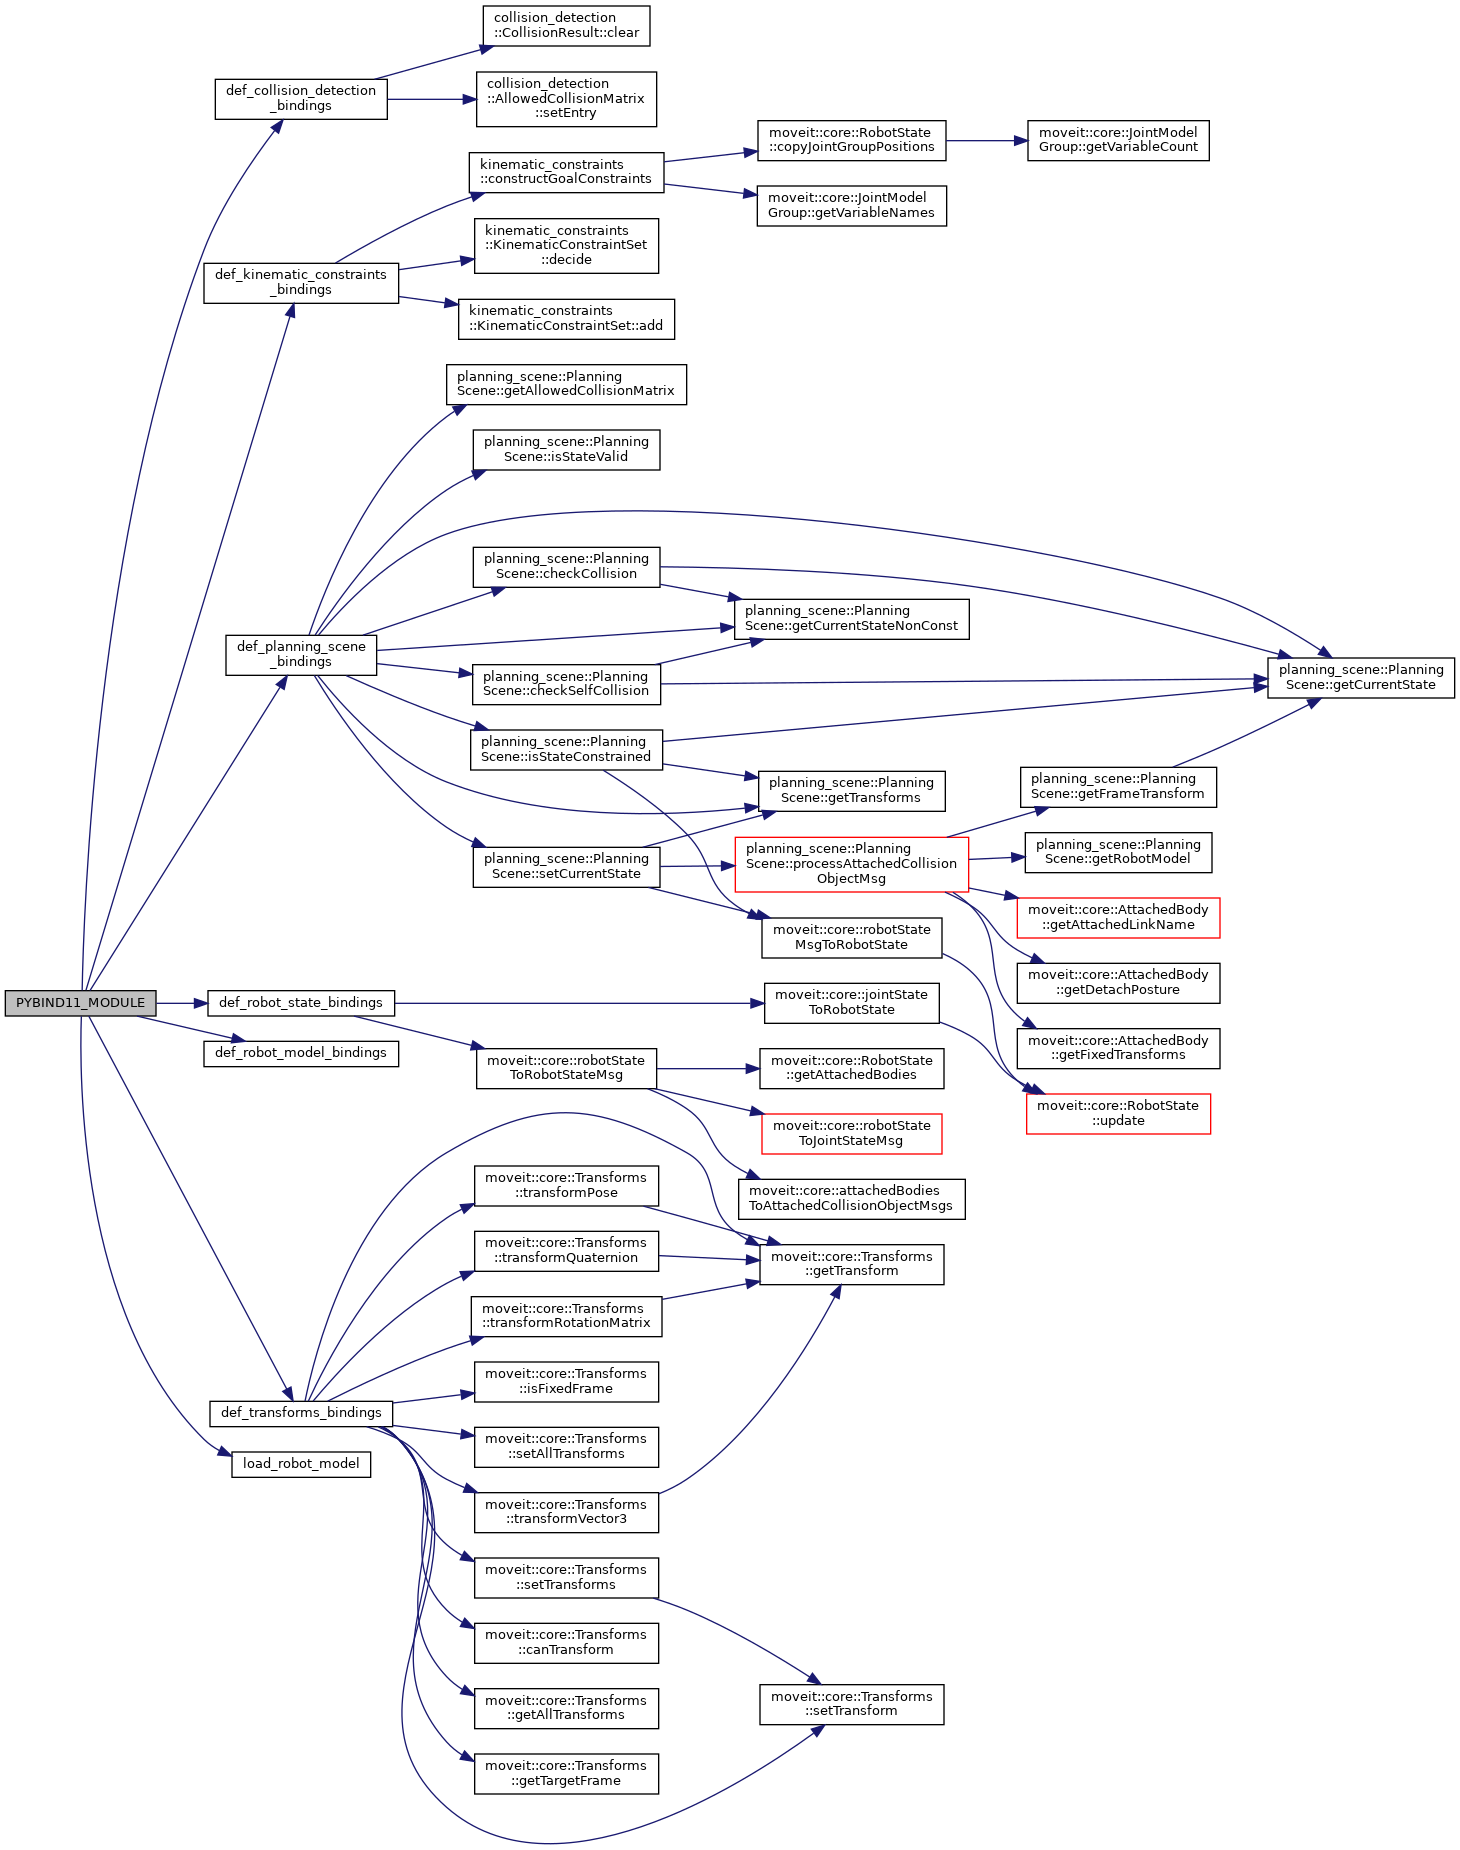 collision_detection
::CollisionResult::clear
collision_detection
::AllowedCollisionMatrix
::setEntry
def_collision_detection
_bindings
moveit::core::RobotState
::copyJointGroupPositions
moveit::core::JointModel
Group::getVariableCount
kinematic_constraints
::constructGoalConstraints
moveit::core::JointModel
Group::getVariableNames
kinematic_constraints
::KinematicConstraintSet
::decide
def_kinematic_constraints
_bindings
kinematic_constraints
::KinematicConstraintSet::add
planning_scene::Planning
Scene::getAllowedCollisionMatrix
planning_scene::Planning
Scene::isStateValid
planning_scene::Planning
Scene::checkCollision
planning_scene::Planning
Scene::getCurrentStateNonConst
def_planning_scene
_bindings
planning_scene::Planning
Scene::checkSelfCollision
planning_scene::Planning
Scene::getCurrentState
planning_scene::Planning
Scene::isStateConstrained
planning_scene::Planning
Scene::getTransforms
planning_scene::Planning
Scene::getFrameTransform
planning_scene::Planning
Scene::setCurrentState
planning_scene::Planning
Scene::processAttachedCollision
ObjectMsg
planning_scene::Planning
Scene::getRobotModel
moveit::core::AttachedBody
::getAttachedLinkName
moveit::core::robotState
MsgToRobotState
moveit::core::AttachedBody
::getDetachPosture
PYBIND11_MODULE
def_robot_state_bindings
moveit::core::jointState
ToRobotState
moveit::core::AttachedBody
::getFixedTransforms
def_robot_model_bindings
moveit::core::robotState
ToRobotStateMsg
moveit::core::RobotState
::getAttachedBodies
moveit::core::RobotState
::update
moveit::core::robotState
ToJointStateMsg
moveit::core::Transforms
::transformPose
moveit::core::attachedBodies
ToAttachedCollisionObjectMsgs
moveit::core::Transforms
::transformQuaternion
moveit::core::Transforms
::getTransform
moveit::core::Transforms
::transformRotationMatrix
moveit::core::Transforms
::isFixedFrame
def_transforms_bindings
moveit::core::Transforms
::setAllTransforms
load_robot_model
moveit::core::Transforms
::transformVector3
moveit::core::Transforms
::setTransforms
moveit::core::Transforms
::canTransform
moveit::core::Transforms
::getAllTransforms
moveit::core::Transforms
::setTransform
moveit::core::Transforms
::getTargetFrame